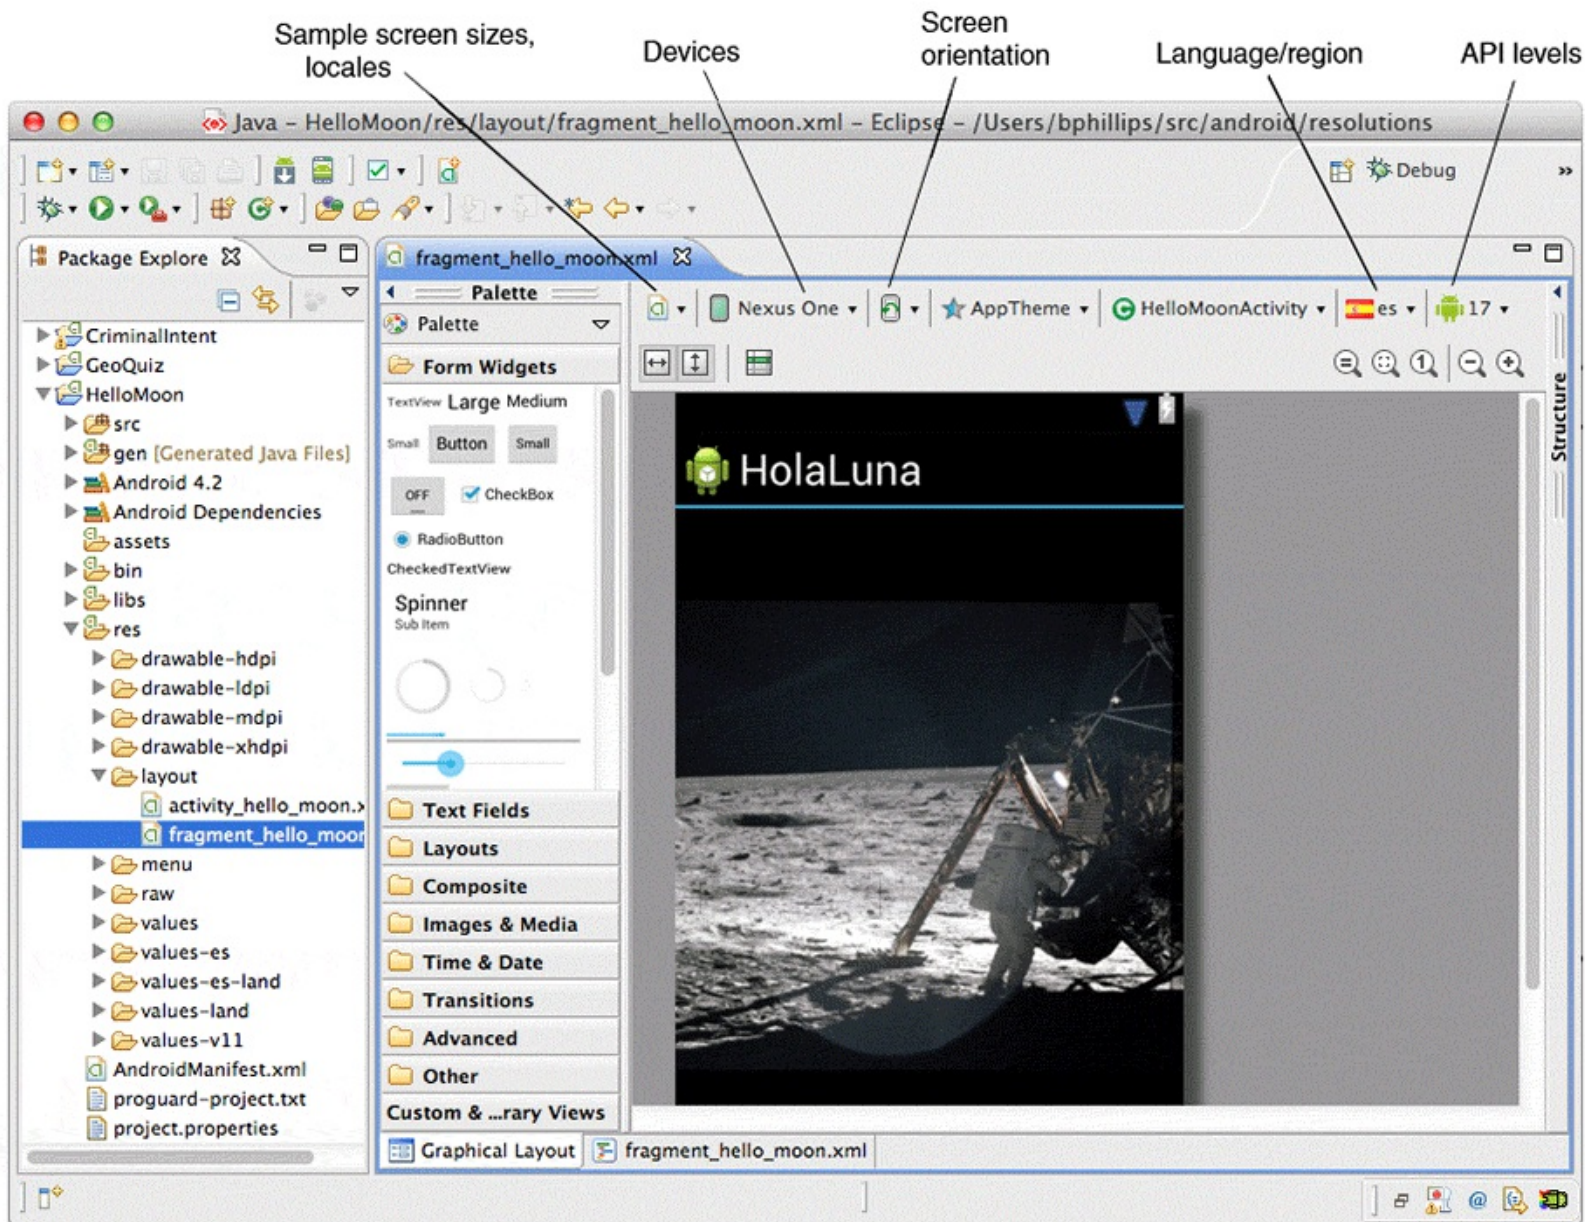 Sample screen sizes,
locales
Devices
Screen
orientation
Language/region
API levels
Java – HelloMoon/res/layout/fragment_hello_moon.xml – Eclipse – /Users/bphillips/src/android/resolutions
Debug
Package Explore
fragment_hello_moon.xml
Palette
Nexus One
AppTheme
HelloMoonActivity
es
17
Palette
Form Widgets
TextView Large Medium
Small Button Small
OFF CheckBox
RadioButton
CheckedTextView
Spinner
Sub Item
Text Fields
Layouts
Composite
Images & Media
Time & Date
Transitions
Advanced
Other
Custom & ...rary Views
CriminalIntent
GeoQuiz
HelloMoon
src
gen [Generated Java Files]
Android 4.2
Android Dependencies
assets
bin
libs
res
drawable-hdpi
drawable-ldpi
drawable-mdpi
drawable-xhdpi
layout
activity_hello_moon.x
fragment_hello_moon
menu
raw
values
values-es
values-es-land
values-land
values-v11
AndroidManifest.xml
proguard-project.txt
project.properties
HolaLuna
Structure
Graphical Layout
fragment_hello_moon.xml